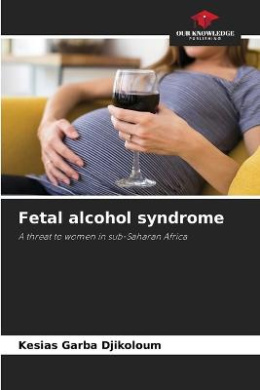 OUR KNOWLEDGE
PUBLISHING
Fetal alcohol syndrome
A threat to women in sub-Saharan Africa
Kesias Garba Djikoloum